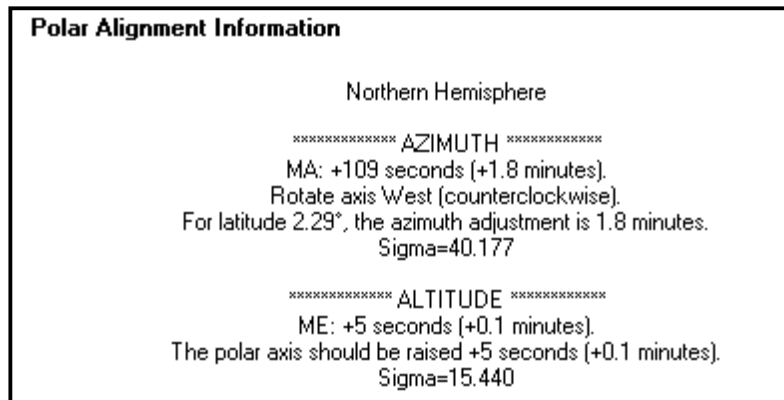 Polar Alignment Information
Northern Hemisphere
************* AZIMUTH ************
MA: +109 seconds (+1.8 minutes).
Rotate axis West (counterclockwise).
For latitude 2.29°, the azimuth adjustment is 1.8 minutes.
Sigma=40.177
************* ALTITUDE ************
ME: +5 seconds (+0.1 minutes).
The polar axis should be raised +5 seconds (+0.1 minutes).
Sigma=15.440